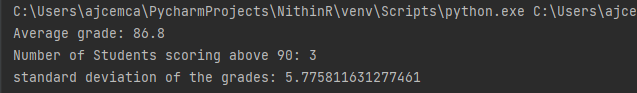 C:\Users\ajcemca\PycharmProjects\NithinR\venv\Scripts\python.exe C:\Users\ajce
Average grade: 86.8
Number of Students scoring above 90: 3
standard deviation of the grades: 5.775811631277461